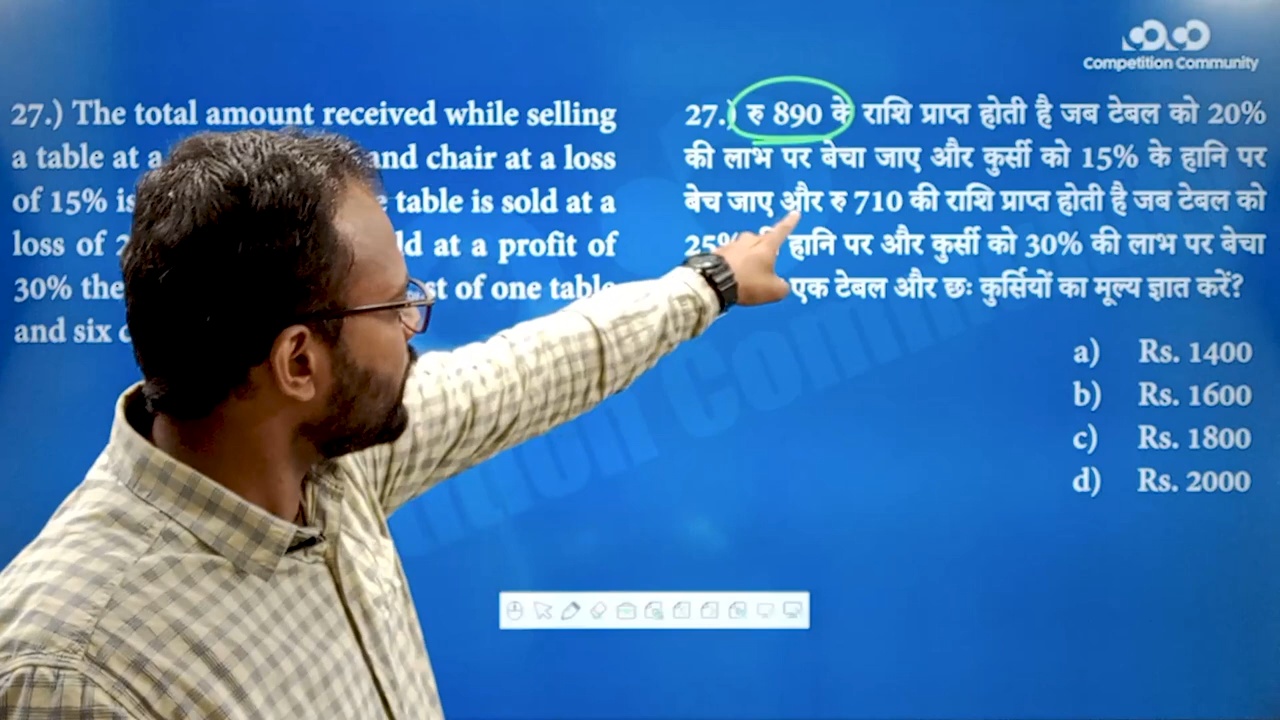 Competition Community
27.) The total amount received while selling
a table at a and chair at a loss
of 15% is table is sold at a
loss of at a profit of
30% the of one table
and six
27.) रु 890 के राशि प्राप्त होती है जब टेबल को 20%
की लाभ पर बेचा जाए और कुर्सी को 15% के हानि पर
बेच जाए और रु 710 की राशि प्राप्त होती है जब टेबल को
25% हानि पर और कुर्सी को 30% की लाभ पर बेचा
एक टेबल और छः कुर्सियों का मूल्य ज्ञात करें?
a) Rs. 1400
b) Rs. 1600
c) Rs. 1800
d) Rs. 2000